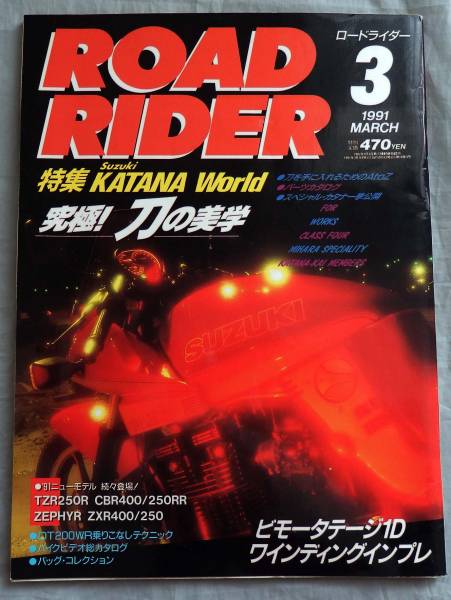 ROAD
RIDER
ロードライダー
3
1991
MARCH
470YEN
特集 Suzuki KATANA World
究極! 刀の美学
●刀を手に入れるためのAtoZ
●パーツカタログ
●スペシャル・カタナ一挙公開
FOR
WORKS
CLASS FOUR
MIHARA SPECIALITY
KATANA-KAI MEMBERS
SUZUKI
●'91ニューモデル 続々登場!
TZR250R CBR400/250RR
ZEPHYR ZXR400/250
●DT200WR乗りこなしテクニック
●バイクビデオ総力カタログ
●バッグ・コレクション
ビモータテージ1D
ワインディングインプレ